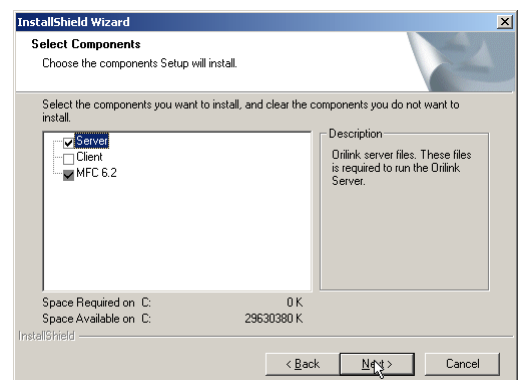 InstallShield Wizard
Select Components
Choose the components Setup will install.
Select the components you want to install, and clear the components you do not want to
install.
Server
Client
MFC 6.2
Description
Orilink server files. These files
is required to run the Orilink
Server.
Space Required on C: 0 K
Space Available on C: 29630380 K
InstallShield
< Back Next > Cancel